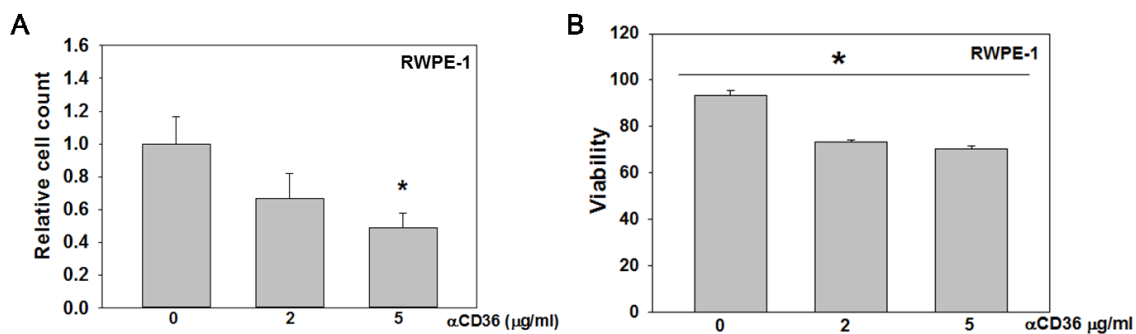 A
Relative cell count
1.6
1.4
1.2
1.0
0.8
0.6
0.4
0.2
0.0
RWPE-1
*
0 2 5 αCD36 (μg/ml)
B
Viability
120
100
80
60
40
20
0
RWPE-1
*
0 2 5 αCD36 μg/ml